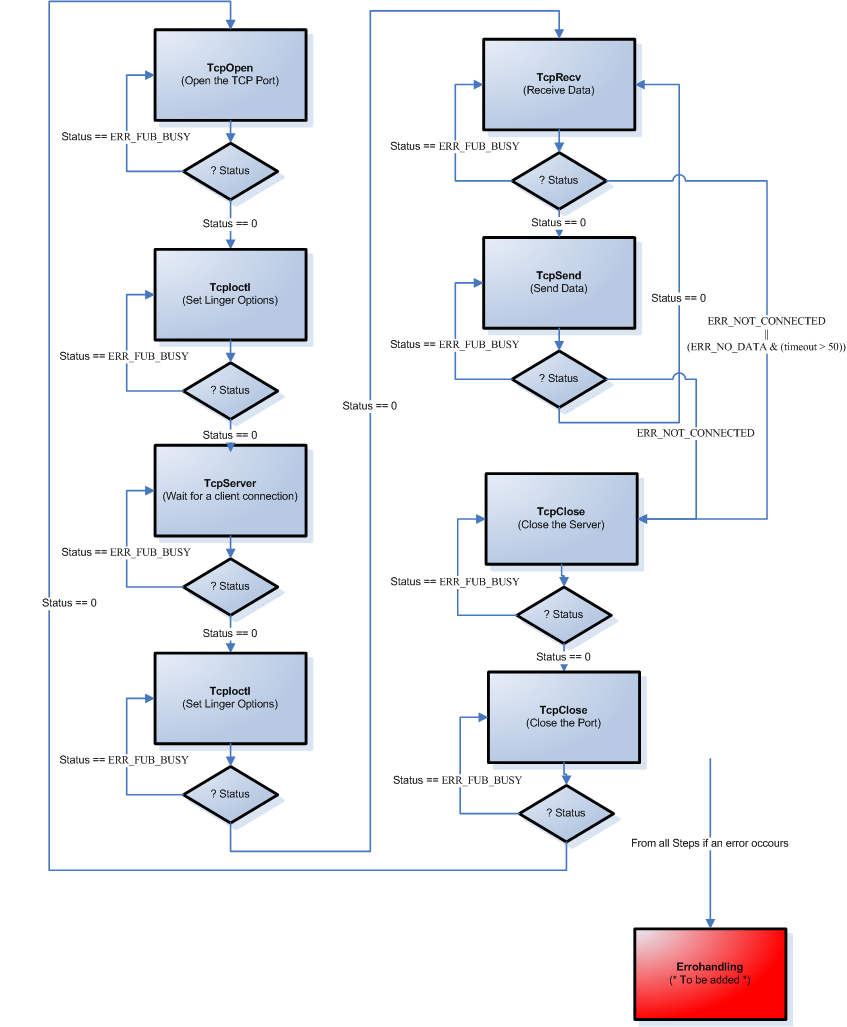 TcpOpen
(Open the TCP Port)
Status == ERR_FUB_BUSY
? Status
Status == 0
TcpIoctl
(Set Linger Options)
Status == ERR_FUB_BUSY
? Status
Status == 0
TcpServer
(Wait for a client connection)
Status == ERR_FUB_BUSY
? Status
Status == 0
Status == 0
TcpIoctl
(Set Linger Options)
Status == ERR_FUB_BUSY
? Status
Status == 0
TcpRecv
(Receive Data)
Status == ERR_FUB_BUSY
? Status
Status == 0
TcpSend
(Send Data)
Status == 0
ERR_NOT_CONNECTED
||
(ERR_NO_DATA & (timeout > 50))
Status == ERR_FUB_BUSY
? Status
ERR_NOT_CONNECTED
TcpClose
(Close the Server)
Status == ERR_FUB_BUSY
? Status
Status == 0
TcpClose
(Close the Port)
Status == ERR_FUB_BUSY
? Status
From all Steps if an error occours
Errohandling
(* To be added *)